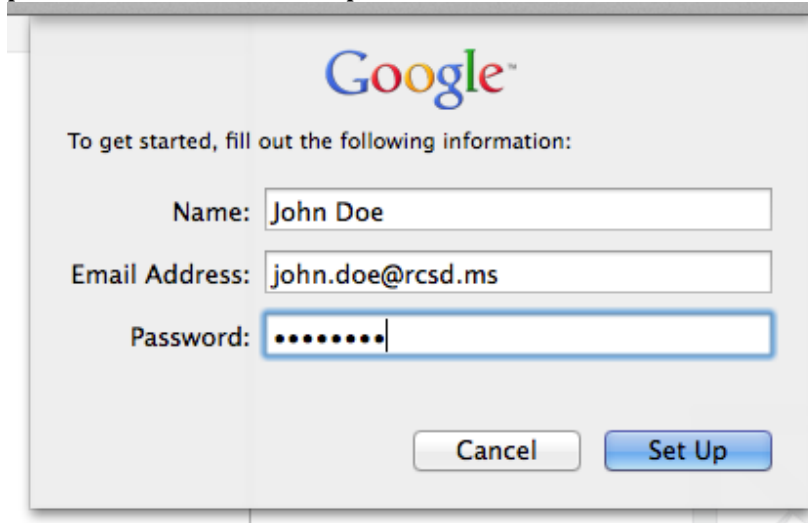 Google™
To get started, fill out the following information:
Name: John Doe
Email Address: john.doe@rcsd.ms
Password: ••••••••
Cancel Set Up